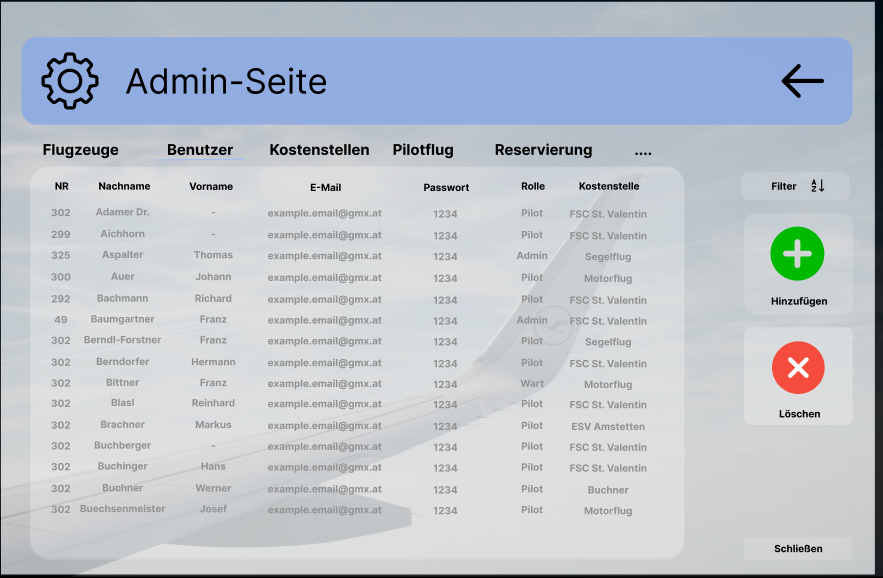 Admin-Seite
Flugzeuge Benutzer Kostenstellen Pilotflug Reservierung ....
NR Nachname Vorname E-Mail Passwort Rolle Kostenstelle
302 Adamer Dr. - example.email@gmx.at 1234 Pilot FSC St. Valentin
299 Aichhorn - example.email@gmx.at 1234 Pilot FSC St. Valentin
325 Aspalter Thomas example.email@gmx.at 1234 Admin Segelflug
300 Auer Johann example.email@gmx.at 1234 Pilot Motorflug
292 Bachmann Richard example.email@gmx.at 1234 Pilot FSC St. Valentin
49 Baumgartner Franz example.email@gmx.at 1234 Admin FSC St. Valentin
302 Berndl-Forstner Franz example.email@gmx.at 1234 Pilot Segelflug
302 Berndorfer Hermann example.email@gmx.at 1234 Pilot FSC St. Valentin
302 Bittner Franz example.email@gmx.at 1234 Wart Motorflug
302 Blasl Reinhard example.email@gmx.at 1234 Pilot FSC St. Valentin
302 Brachner Markus example.email@gmx.at 1234 Pilot ESV Amstetten
302 Buchberger - example.email@gmx.at 1234 Pilot FSC St. Valentin
302 Buchinger Hans example.email@gmx.at 1234 Pilot FSC St. Valentin
302 Buchner Werner example.email@gmx.at 1234 Pilot Buchner
302 Buechsenmeister Josef example.email@gmx.at 1234 Pilot Motorflug
Filter A Z
Hinzufügen
Löschen
Schließen